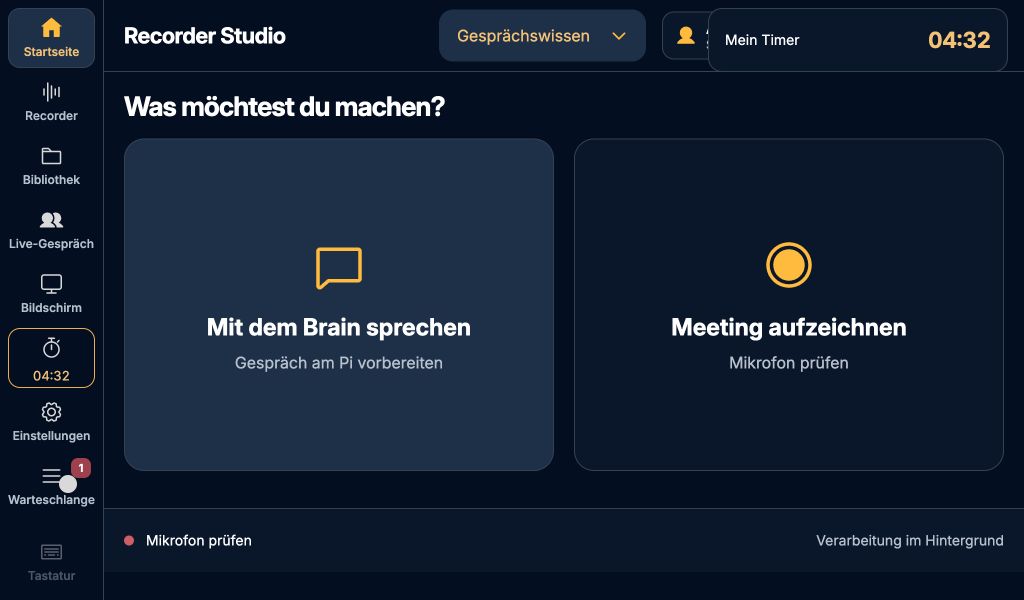 Startseite
Recorder
Bibliothek
Live-Gespräch
Bildschirm
04:32
Einstellungen
1
Warteschlange
Tastatur
Recorder Studio
Gesprächswissen
Mein Timer
04:32
Was möchtest du machen?
Mit dem Brain sprechen
Gespräch am Pi vorbereiten
Meeting aufzeichnen
Mikrofon prüfen
Mikrofon prüfen
Verarbeitung im Hintergrund